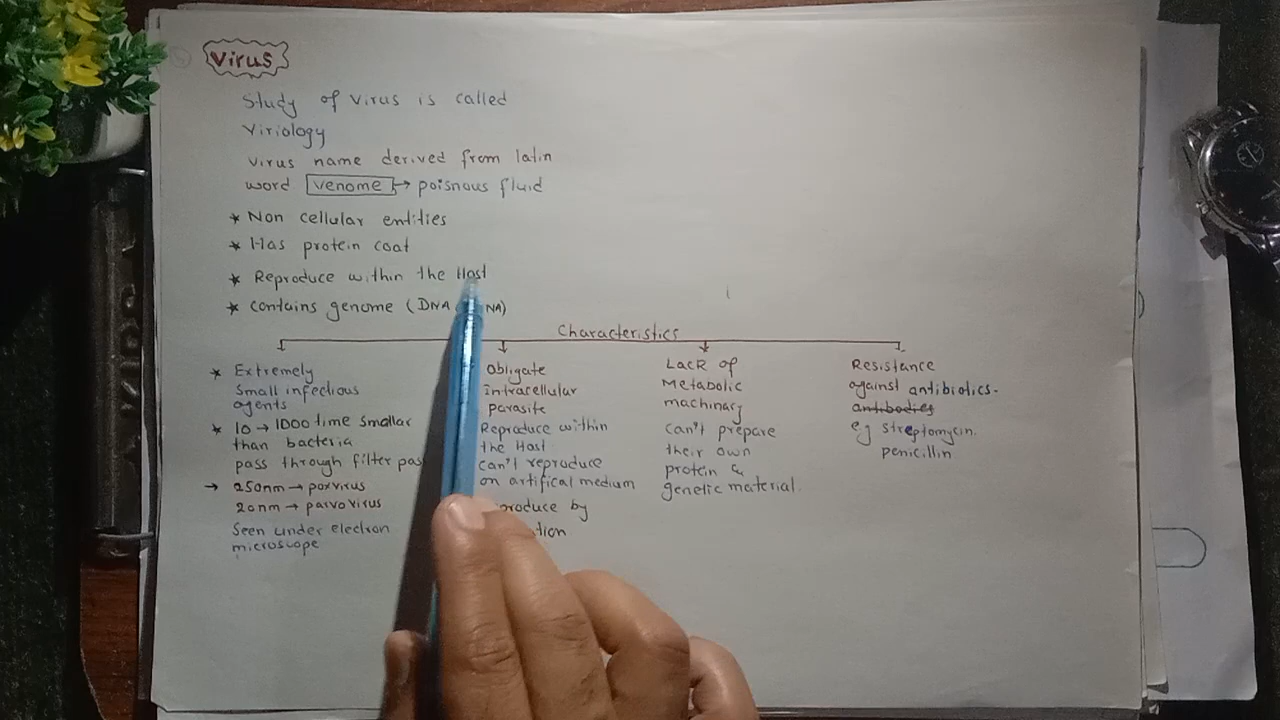 Virus
Study of virus is called
Viriology
Virus name derived from latin
word venome → poisnous fluid
* Non cellular entities
* Has protein coat
* Reproduce within the Host
* Contains genome (DNA NA)
Characteristics
* Extremely
Small infectious
agents
* 10 → 1000 time smaller
than bacteria
pass through filter
→ 250nm → poxvirus
20nm → parvovirus
Seen under electron
microscope
Obligate
intracellular
parasite
Reproduce within
the Host
can't reproduce
on artifical medium
produce by
tion
Lack of
Metabolic
machinary
can't prepare
their own
protein &
genetic material.
Resistance
against antibiotics.
antibodies
eg streptomycin.
penicillin